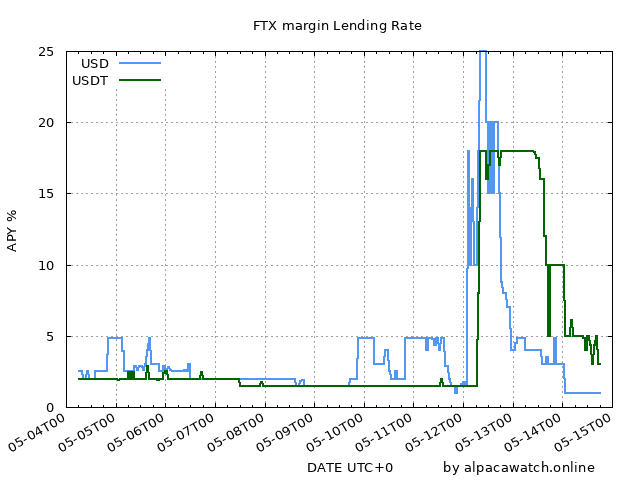 FTX margin Lending Rate
USD
USDT
25
20
15
10
5
0
APY %
05-04T00
05-05T00
05-06T00
05-07T00
05-08T00
05-09T00
05-10T00
05-11T00
05-12T00
05-13T00
05-14T00
05-15T00
DATE UTC+0
by alpacawatch.online